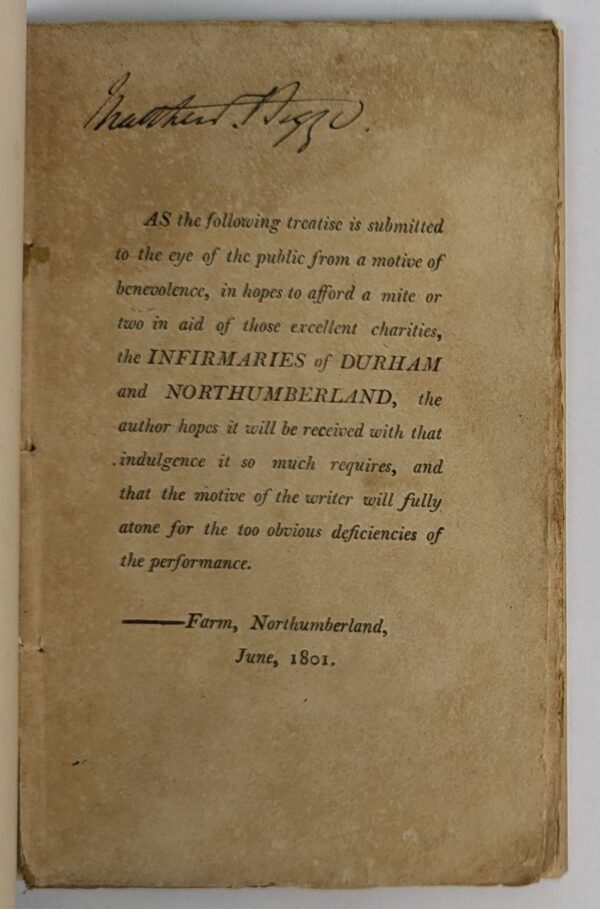 Matthew Bigge.
AS the following treatise is submitted
to the eye of the public from a motive of
benevolence, in hopes to afford a mite or
two in aid of those excellent charities,
the INFIRMARIES of DURHAM
and NORTHUMBERLAND, the
author hopes it will be received with that
indulgence it so much requires, and
that the motive of the writer will fully
atone for the too obvious deficiencies of
the performance.
——Farm, Northumberland,
June, 1801.